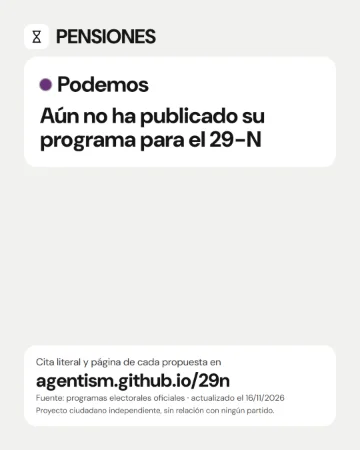 PENSIONES
Podemos
Aún no ha publicado su
programa para el 29-N
Cita literal y página de cada propuesta en
agentism.github.io/29n
Fuente: programas electorales oficiales · actualizado el 16/11/2026
Proyecto ciudadano independiente, sin relación con ningún partido.